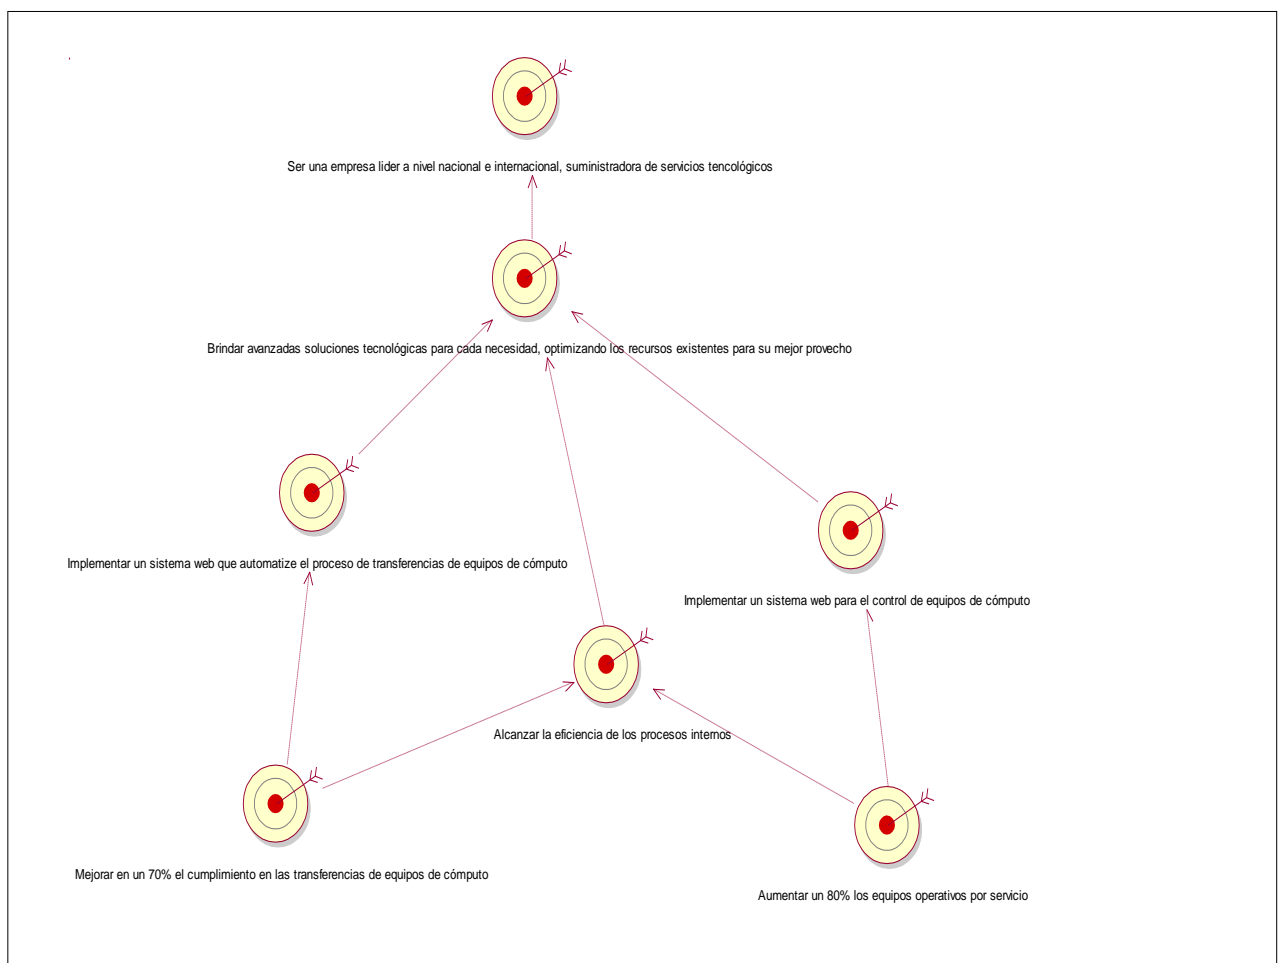 Ser una empresa lider a nivel nacional e internacional, suministradora de servicios tencológicos
Brindar avanzadas soluciones tecnológicas para cada necesidad, optimizando los recursos existentes para su mejor provecho
Implementar un sistema web que automatize el proceso de transferencias de equipos de cómputo
Implementar un sistema web para el control de equipos de cómputo
Alcanzar la eficiencia de los procesos internos
Mejorar en un 70% el cumplimiento en las transferencias de equipos de cómputo
Aumentar un 80% los equipos operativos por servicio